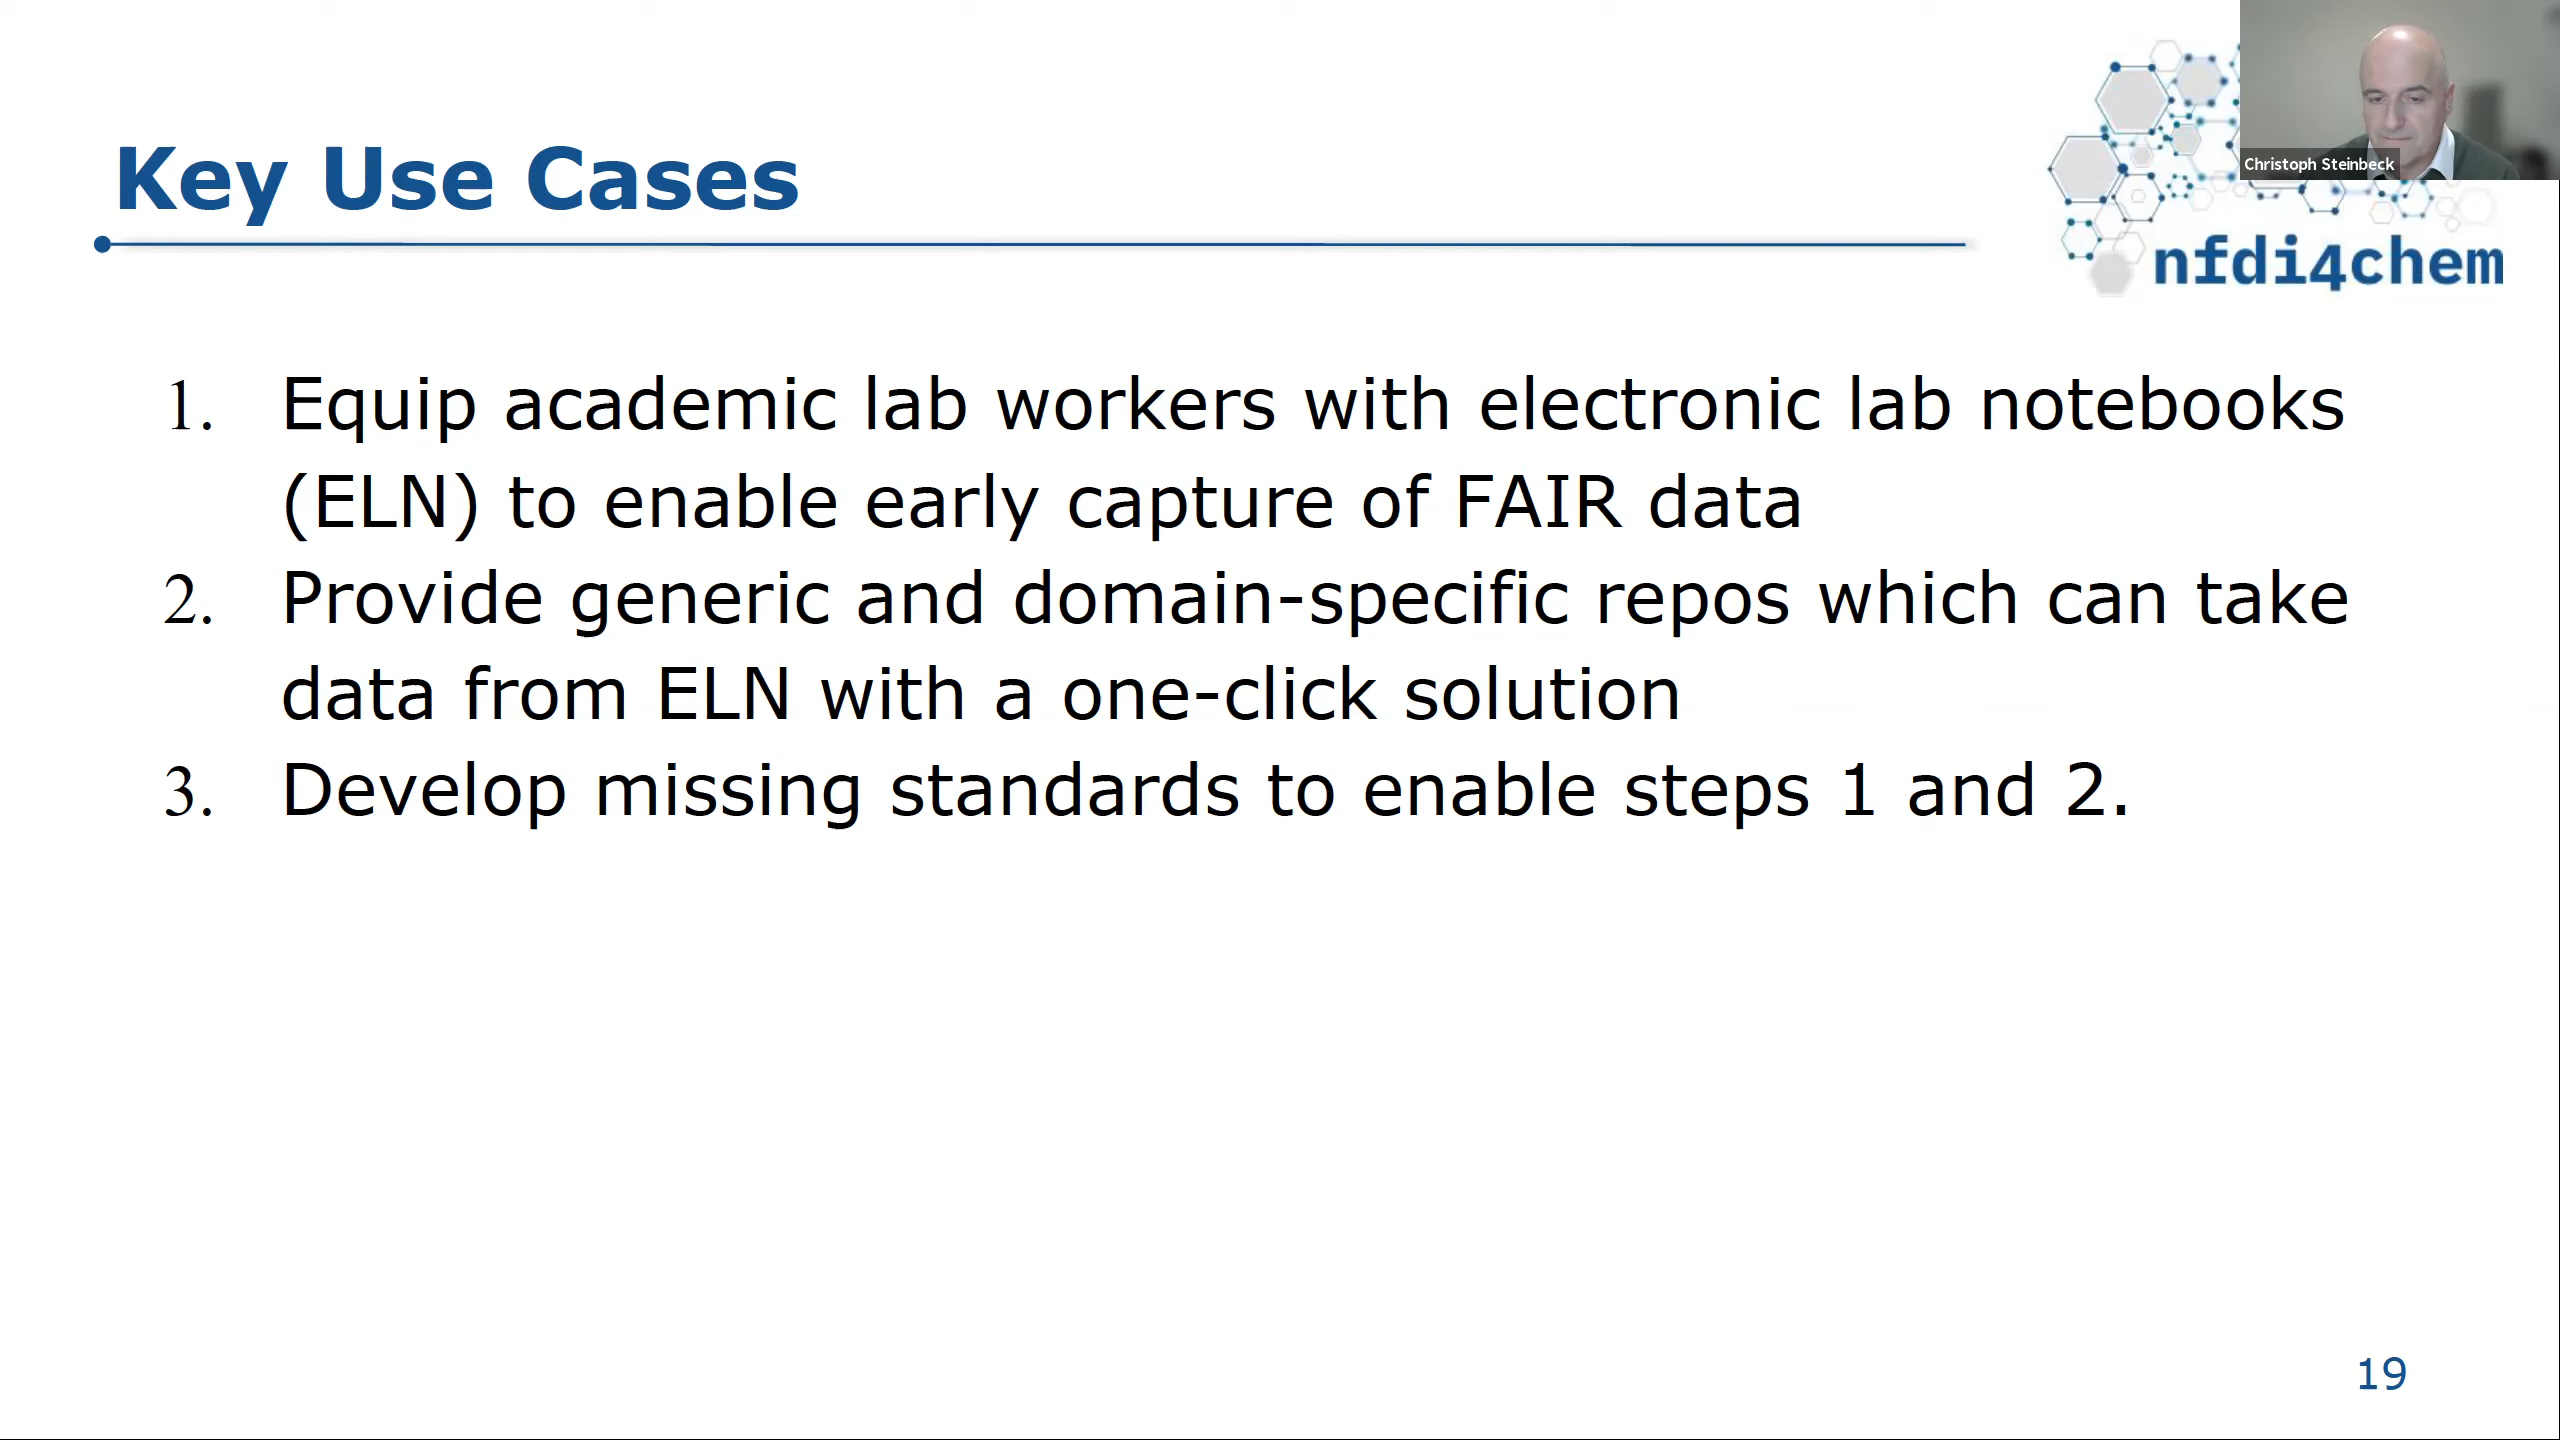 Key Use Cases
Christoph Steinbeck
nfdi4chem
1. Equip academic lab workers with electronic lab notebooks
(ELN) to enable early capture of FAIR data
2. Provide generic and domain-specific repos which can take
data from ELN with a one-click solution
3. Develop missing standards to enable steps 1 and 2.
19